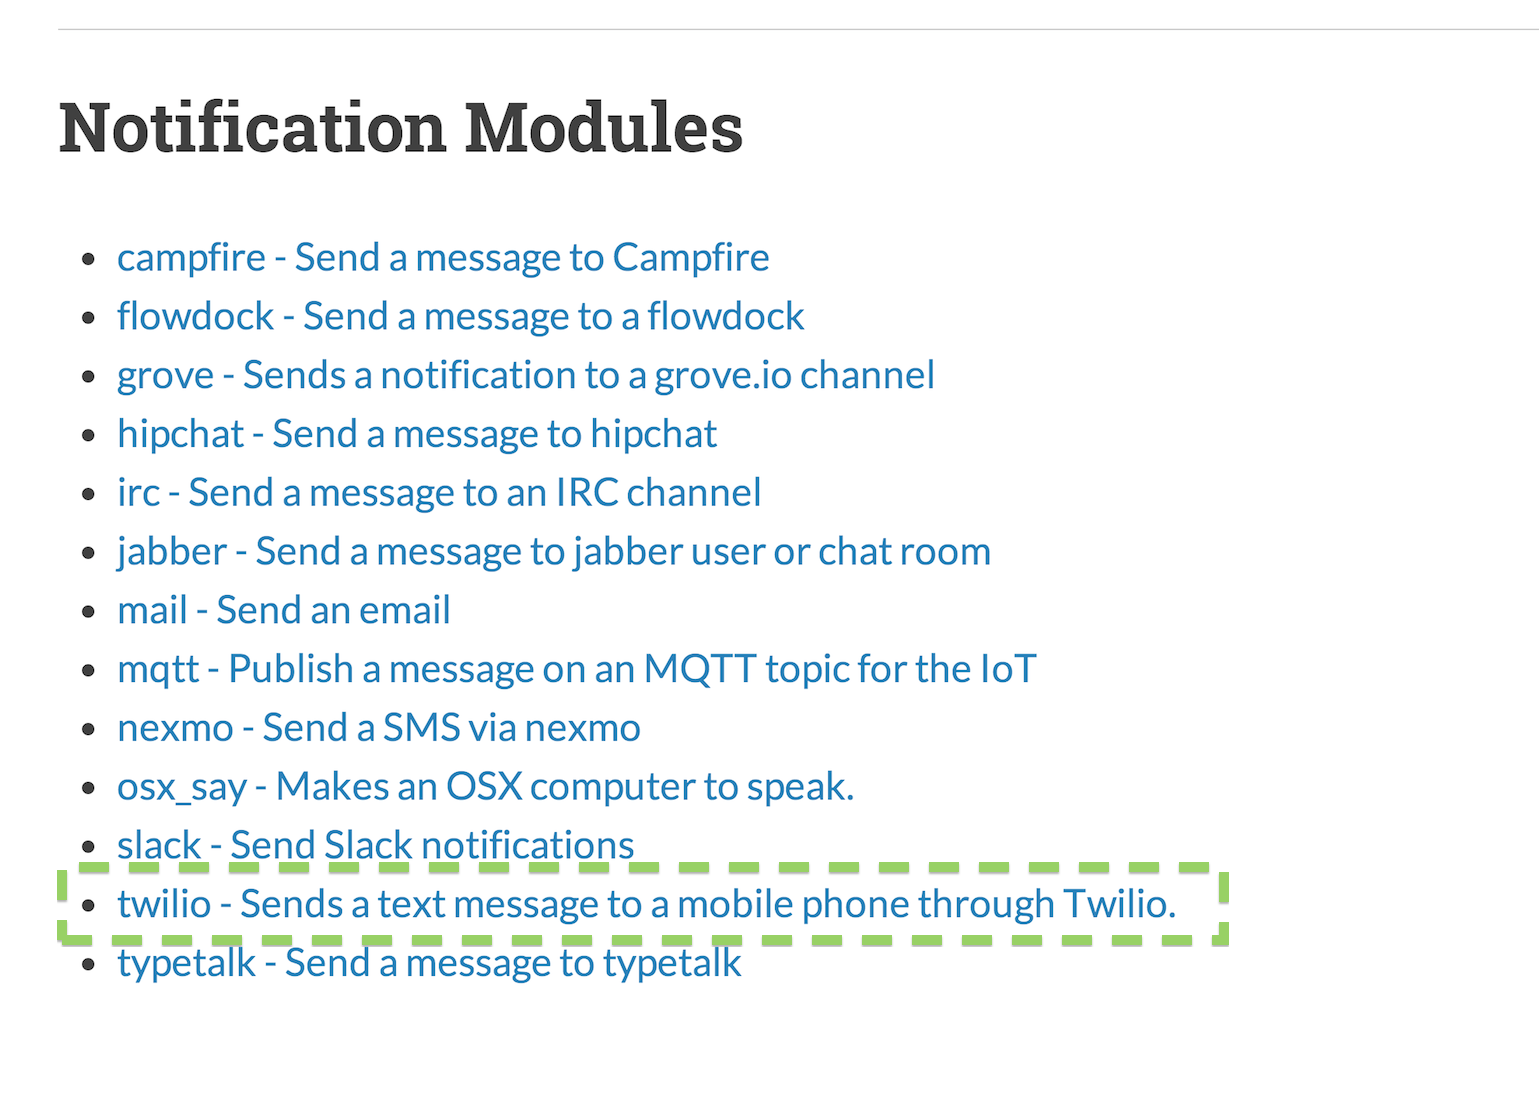 Notification Modules
campfire - Send a message to Campfire
flowdock - Send a message to a flowdock
grove - Sends a notification to a grove.io channel
hipchat - Send a message to hipchat
irc - Send a message to an IRC channel
jabber - Send a message to jabber user or chat room
mail - Send an email
mqtt - Publish a message on an MQTT topic for the IoT
nexmo - Send a SMS via nexmo
osx_say - Makes an OSX computer to speak.
slack - Send Slack notifications
twilio - Sends a text message to a mobile phone through Twilio.
typetalk - Send a message to typetalk